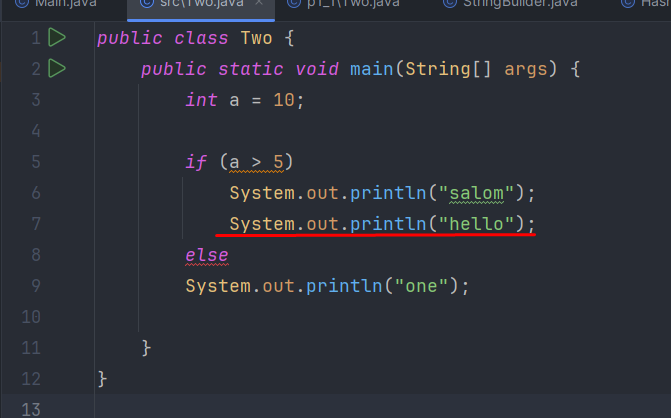 Main.java src\Two.java × p1_1\Two.java StringBuilder.java Hash
1 public class Two {
2 public static void main(String[] args) {
3 int a = 10;
4
5 if (a > 5)
6 System.out.println("salom");
7 System.out.println("hello");
8 else
9 System.out.println("one");
10
11 }
12 }
13